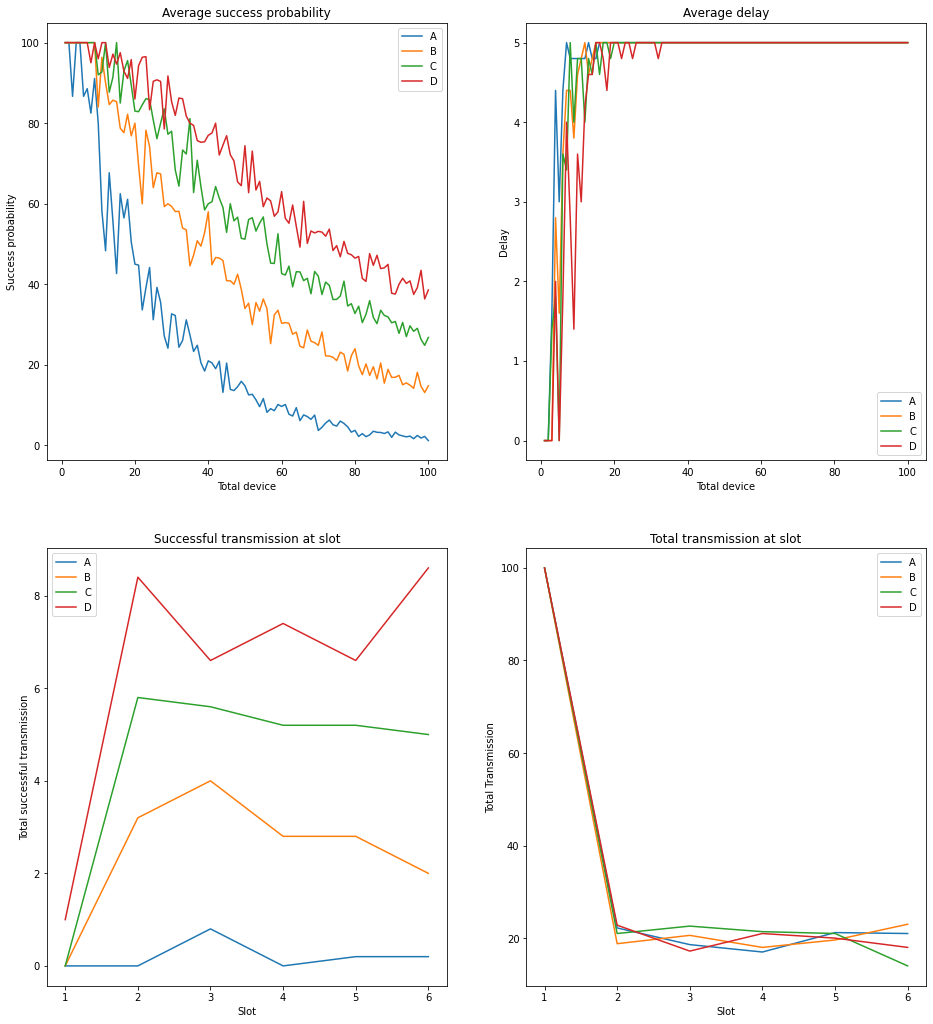 Average success probability
100
80
60
40
20
0
Success probability
0
20
40
60
80
100
Total device
A
B
C
D
Average delay
5
4
3
2
1
0
Delay
0
20
40
60
80
100
Total device
A
B
C
D
Successful transmission at slot
8
6
4
2
0
Total successful transmission
1
2
3
4
5
6
Slot
A
B
C
D
Total transmission at slot
100
80
60
40
20
Total Transmission
1
2
3
4
5
6
Slot
A
B
C
D